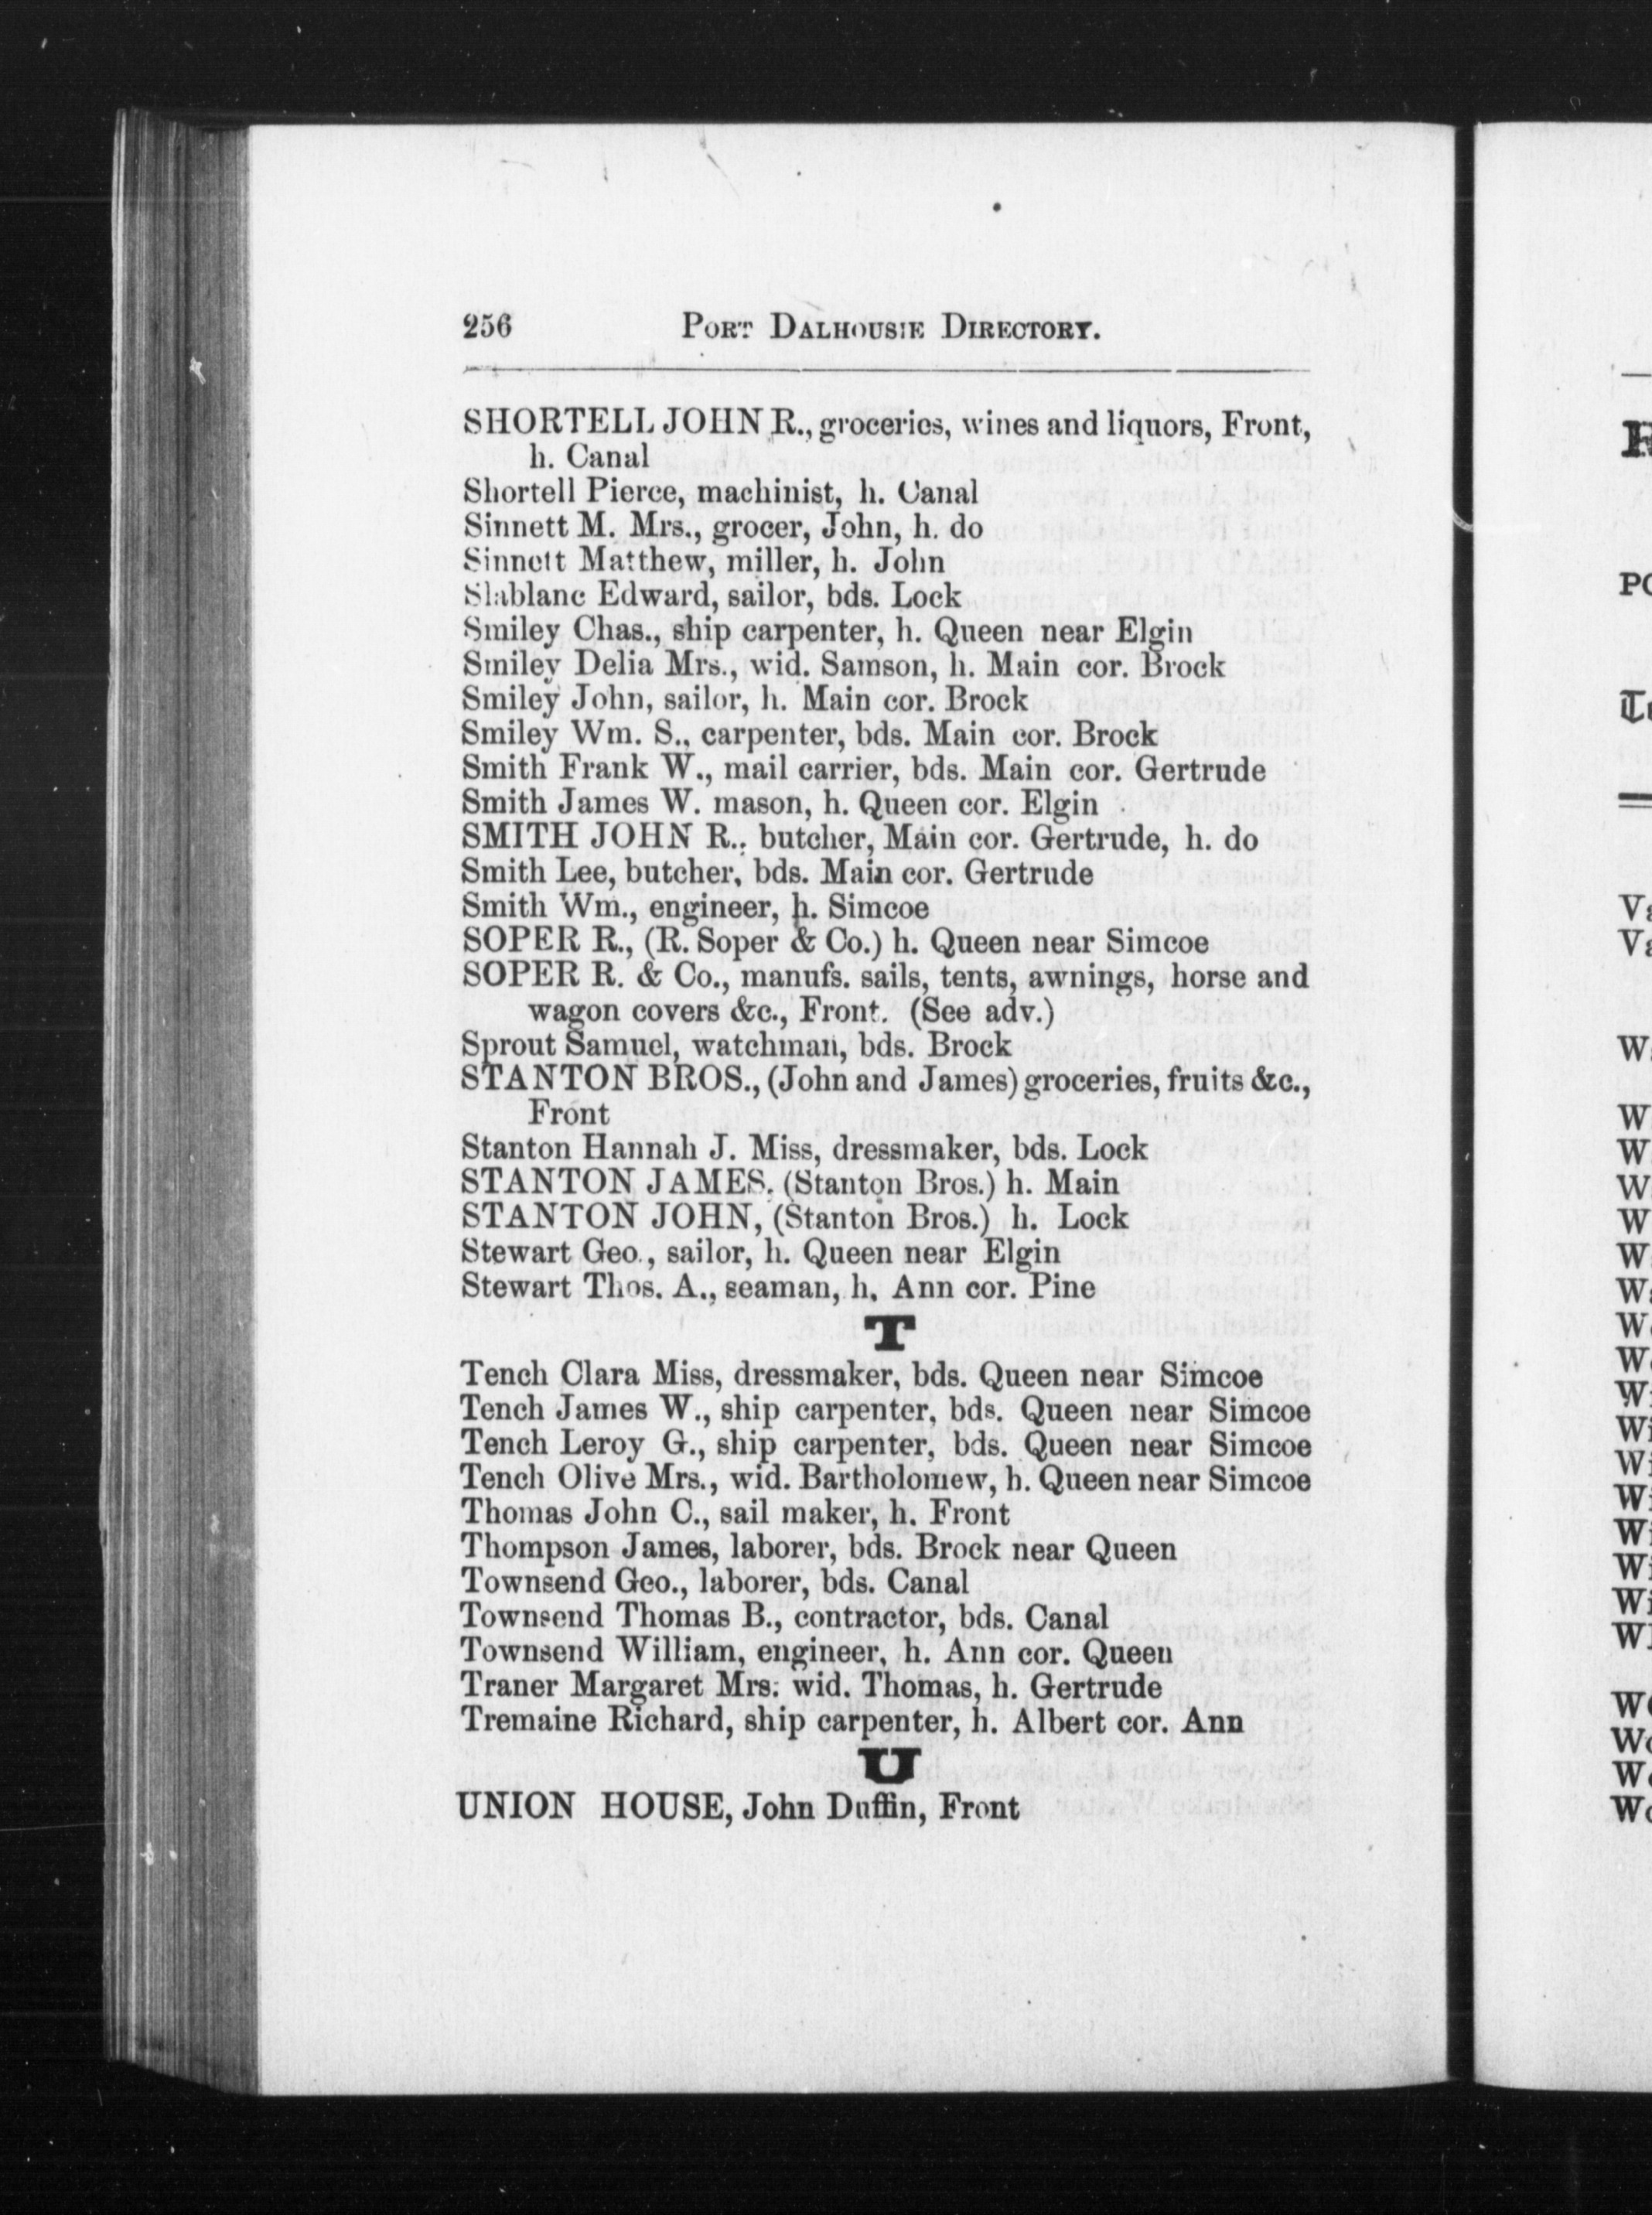 256 PORT DALHOUSIE DIRECTORY.
SHORTELL JOHN R., groceries, wines and liquors, Front,
h. Canal
Shortell Pierce, machinist, h. Canal
Sinnett M. Mrs., grocer, John, h. do
Sinnett Matthew, miller, h. John
Slablanc Edward, sailor, bds. Lock
Smiley Chas., ship carpenter, h. Queen near Elgin
Smiley Delia Mrs., wid. Samson, h. Main cor. Brock
Smiley John, sailor, h. Main cor. Brock
Smiley Wm. S., carpenter, bds. Main cor. Brock
Smith Frank W., mail carrier, bds. Main cor. Gertrude
Smith James W. mason, h. Queen cor. Elgin
SMITH JOHN R., butcher, Main cor. Gertrude, h. do
Smith Lee, butcher, bds. Main cor. Gertrude
Smith Wm., engineer, h. Simcoe
SOPER R., (R. Soper & Co.) h. Queen near Simcoe
SOPER R. & Co., manufs. sails, tents, awnings, horse and
wagon covers &c., Front. (See adv.)
Sprout Samuel, watchman, bds. Brock
STANTON BROS., (John and James) groceries, fruits &c.,
Front
Stanton Hannah J. Miss, dressmaker, bds. Lock
STANTON JAMES. (Stanton Bros.) h. Main
STANTON JOHN, (Stanton Bros.) h. Lock
Stewart Geo., sailor, h. Queen near Elgin
Stewart Thos. A., seaman, h. Ann cor. Pine
T
Tench Clara Miss, dressmaker, bds. Queen near Simcoe
Tench James W., ship carpenter, bds. Queen near Simcoe
Tench Leroy G., ship carpenter, bds. Queen near Simcoe
Tench Olive Mrs., wid. Bartholomew, h. Queen near Simcoe
Thomas John C., sail maker, h. Front
Thompson James, laborer, bds. Brock near Queen
Townsend Geo., laborer, bds. Canal
Townsend Thomas B., contractor, bds. Canal
Townsend William, engineer, h. Ann cor. Queen
Traner Margaret Mrs. wid. Thomas, h. Gertrude
Tremaine Richard, ship carpenter, h. Albert cor. Ann
U
UNION HOUSE, John Duffin, Front